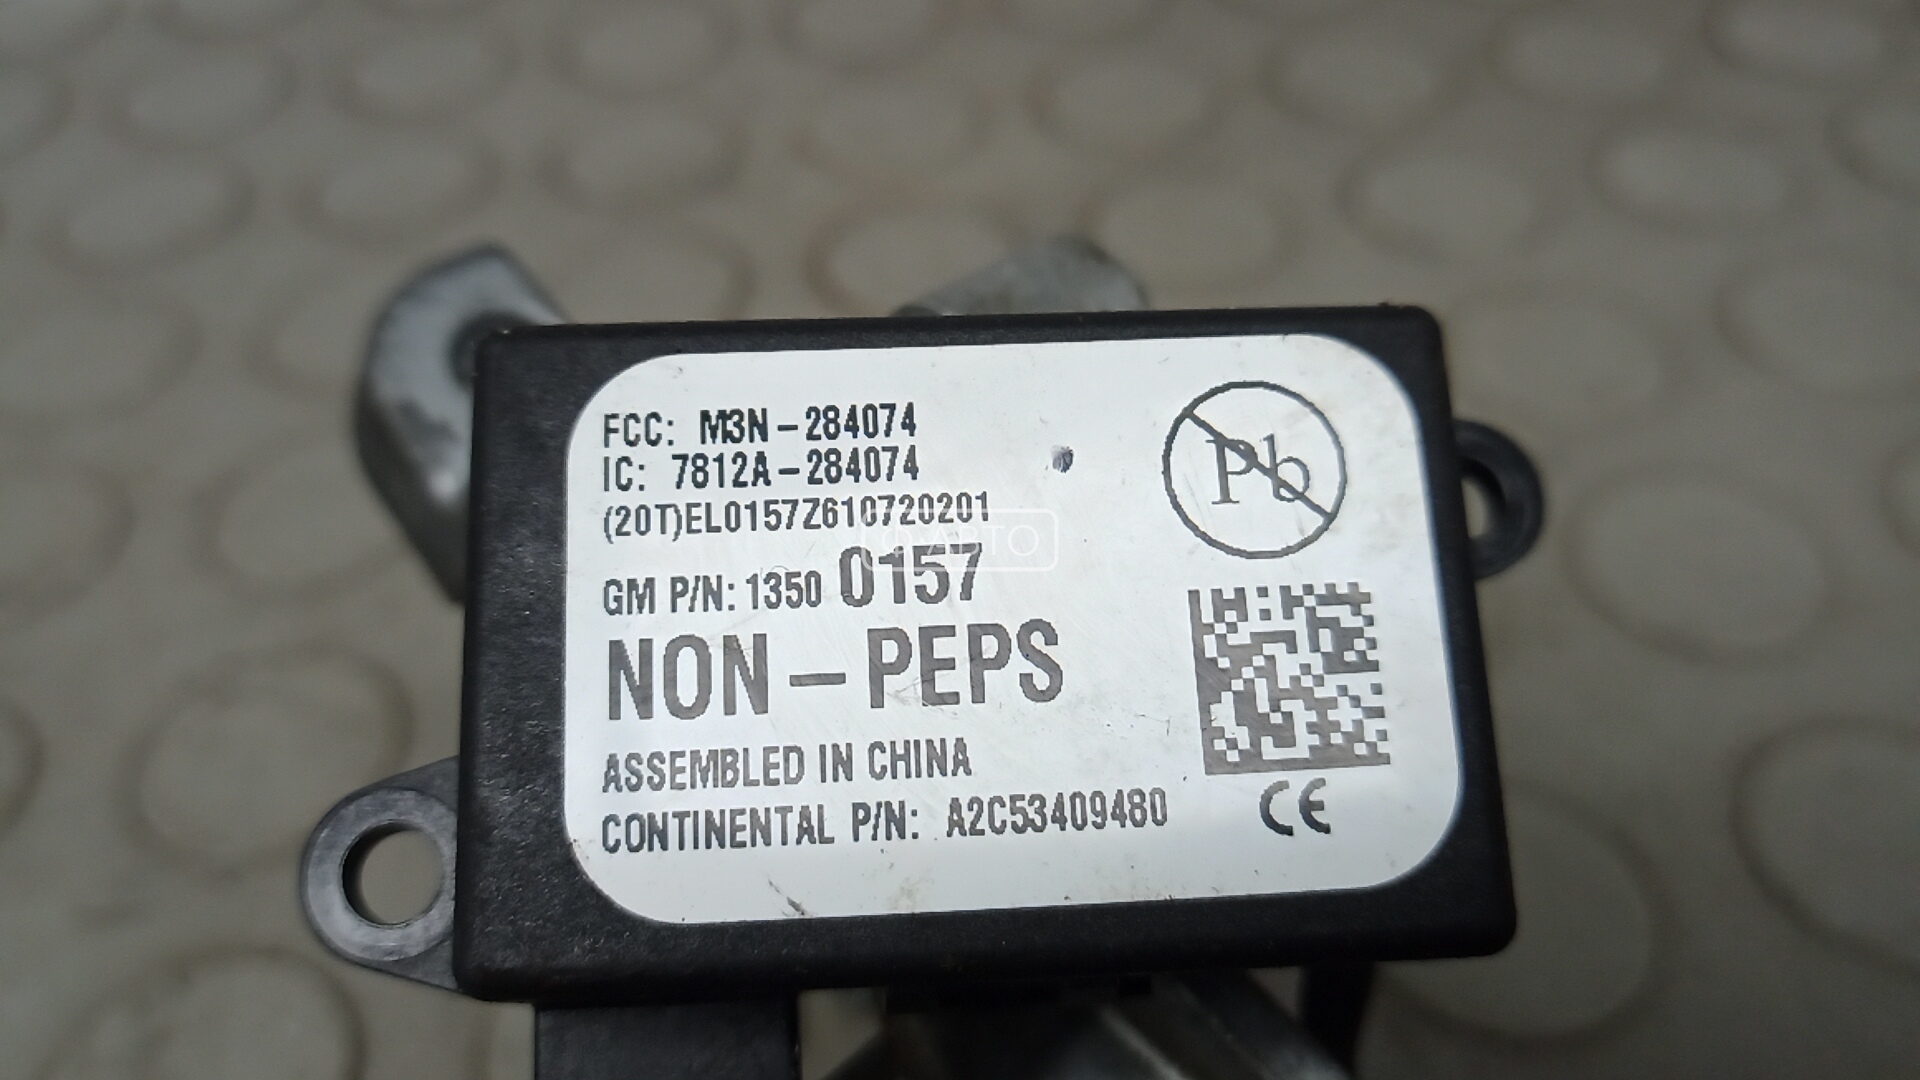 FCC: M3N-284074
IC: 7812A-284074
(20T)EL0157Z610720201
АВТО
GM P/N: 1350 0157
NON-PEPS
ASSEMBLED IN CHINA
CONTINENTAL P/N: A2C53409480
Pb
CE